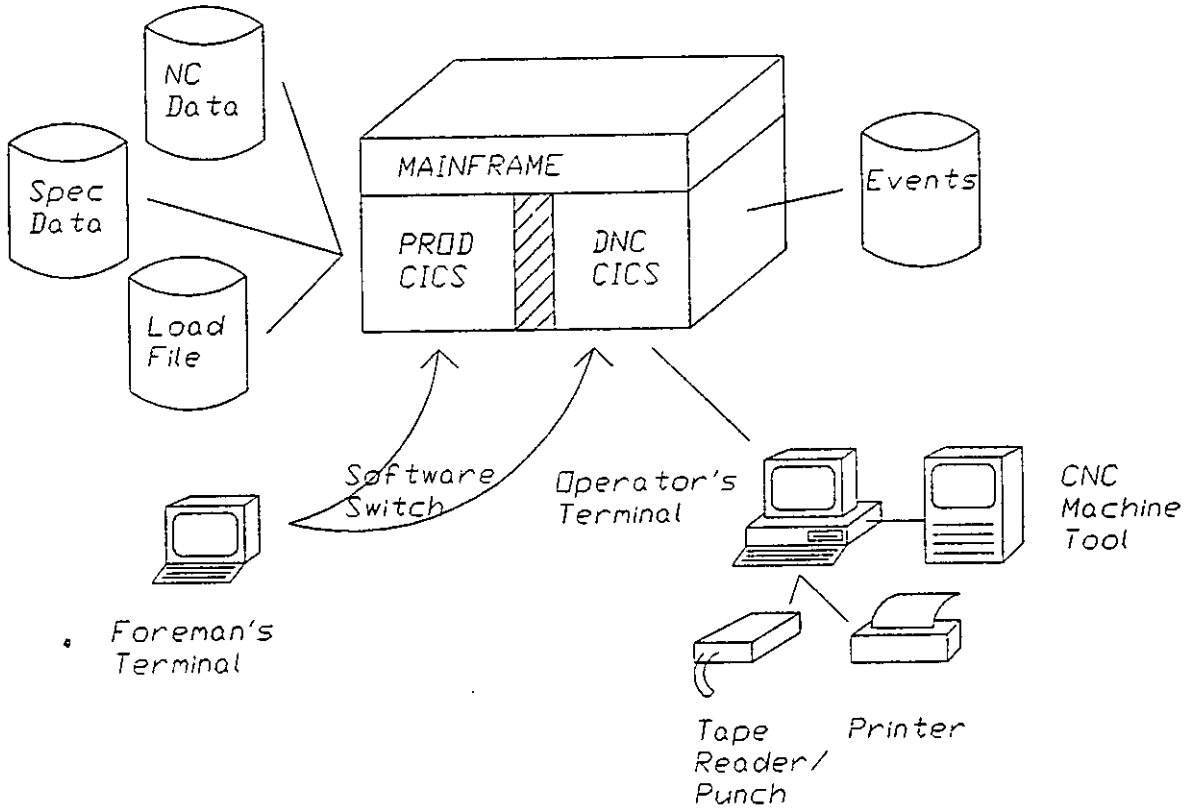 NC
Data
Spec
Data
Load
File
MAINFRAME
PROD
CICS
DNC
CICS
Events
Software
Switch
Operator's
Terminal
CNC
Machine
Tool
Foreman's
Terminal
Tape
Reader/
Punch
Printer